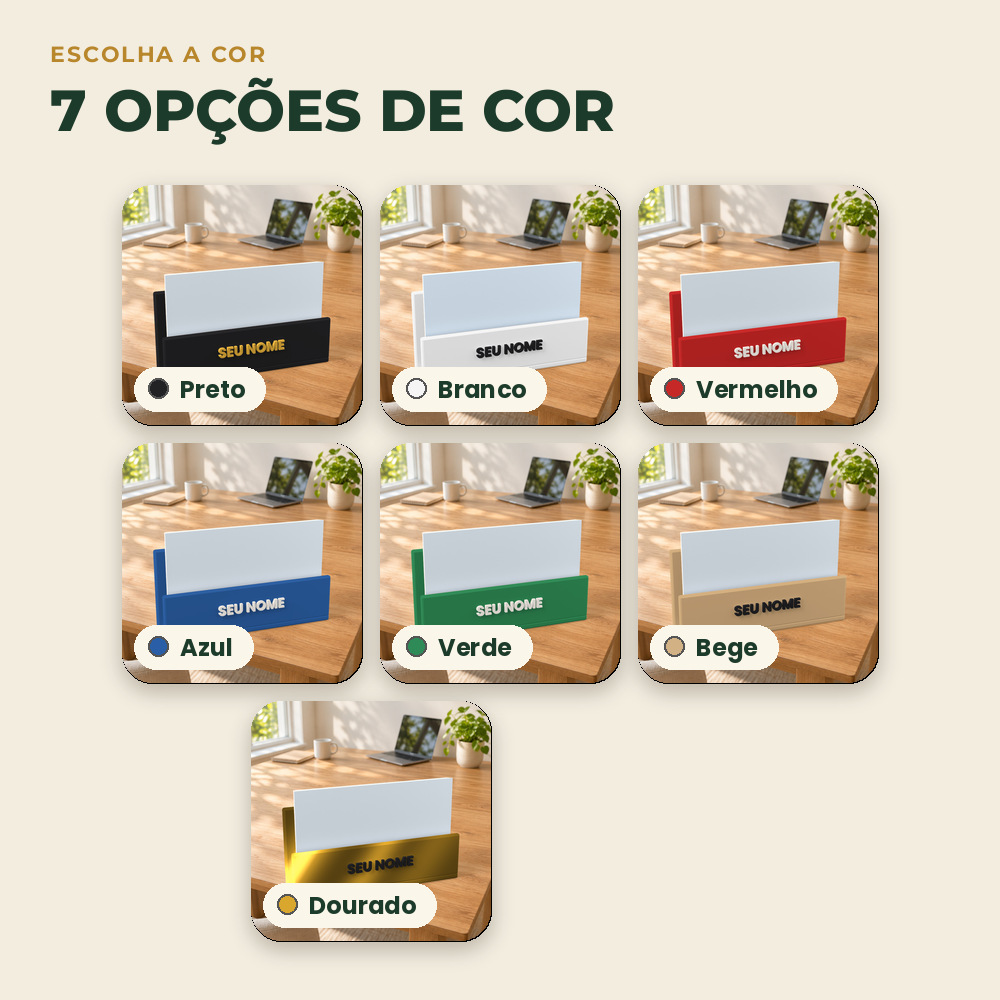 ESCOLHA A COR
7 OPÇÕES DE COR
SEU NOME
SEU NOME
SEU NOME
Preto
Branco
Vermelho
SEU NOME
SEU NOME
SEU NOME
Azul
Verde
Bege
SEU NOME
Dourado